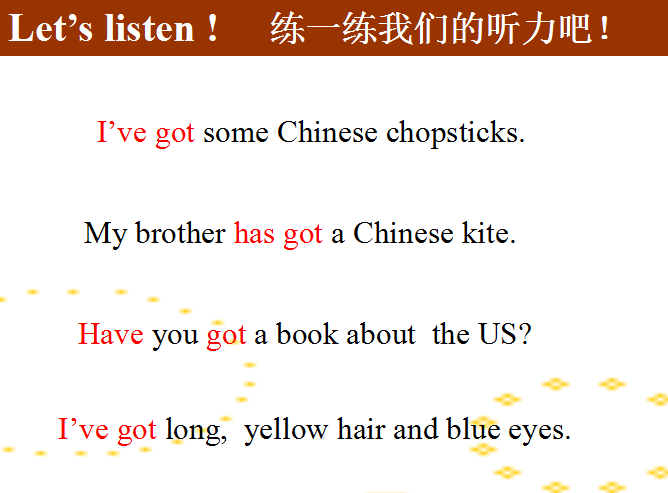 Let's listen! 练一练我们的听力吧!
I've got some Chinese chopsticks.
My brother has got a Chinese kite.
Have you got a book about the US?
I've got long, yellow hair and blue eyes.